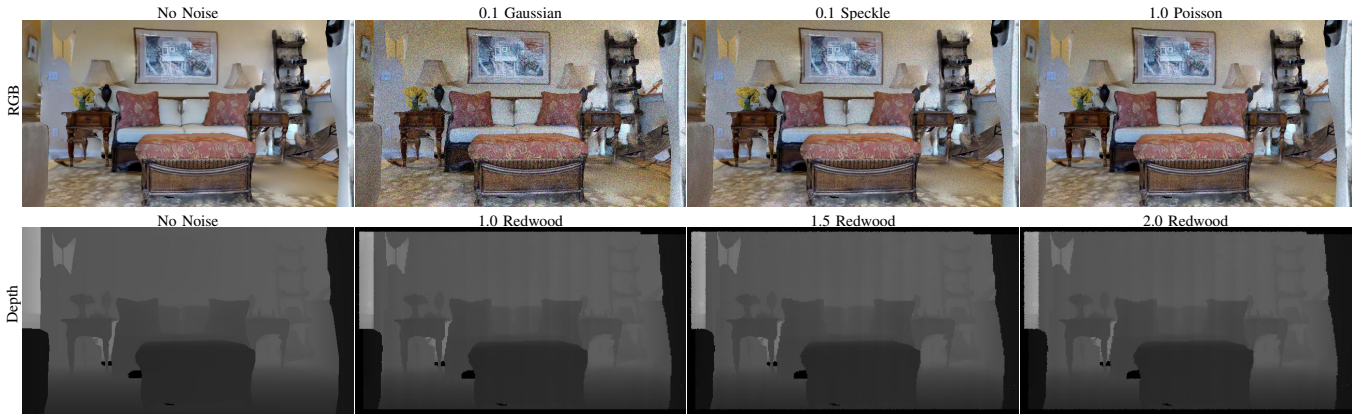 No Noise 0.1 Gaussian 0.1 Speckle 1.0 Poisson
RGB
No Noise 1.0 Redwood 1.5 Redwood 2.0 Redwood
Depth